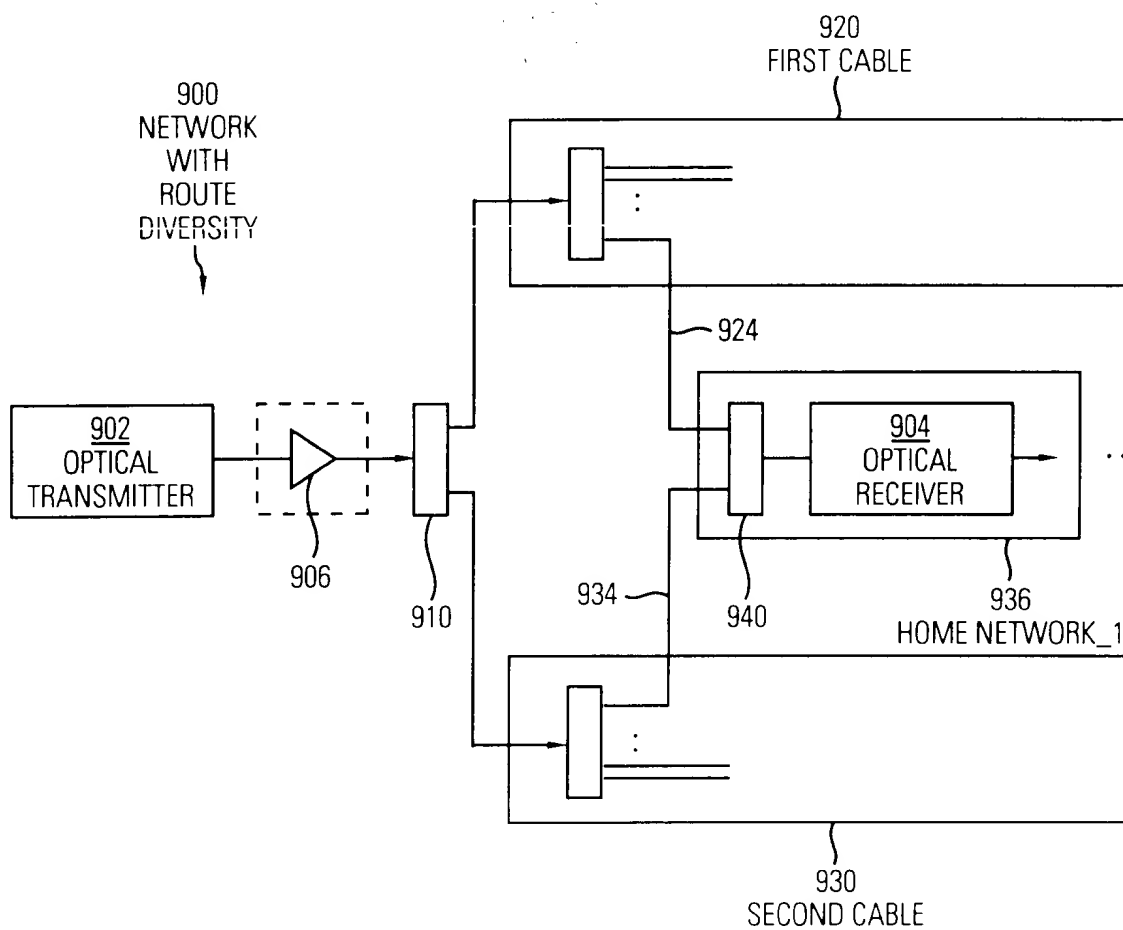 920
FIRST CABLE
900
NETWORK
WITH
ROUTE
DIVERSITY
924
902
OPTICAL
TRANSMITTER
904
OPTICAL
RECEIVER
906
910
934
940
936
HOME NETWORK_1
930
SECOND CABLE